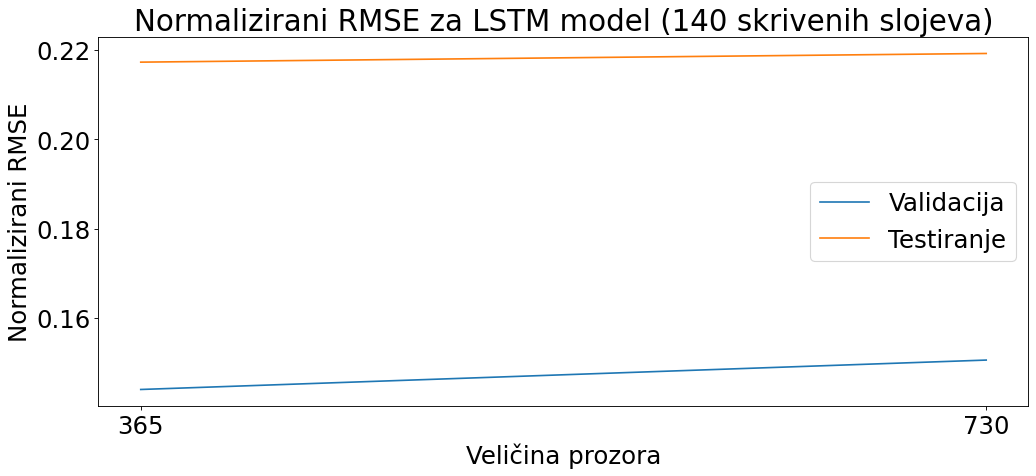 Normalizirani RMSE za LSTM model (140 skrivenih slojeva)
Normalizirani RMSE
0.22
0.20
0.18
0.16
Validacija
Testiranje
365
730
Veličina prozora